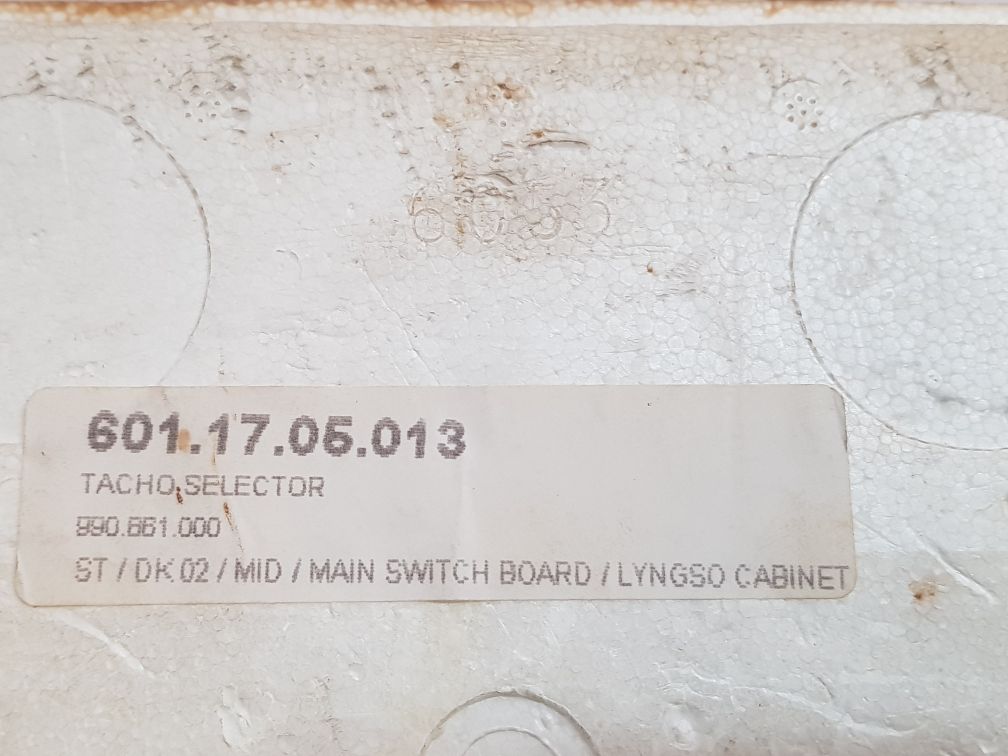 601.17.05.013
TACHO SELECTOR
990.661.000
ST / DK 02 / MID / MAIN SWITCH BOARD / LYNGSO CABINET